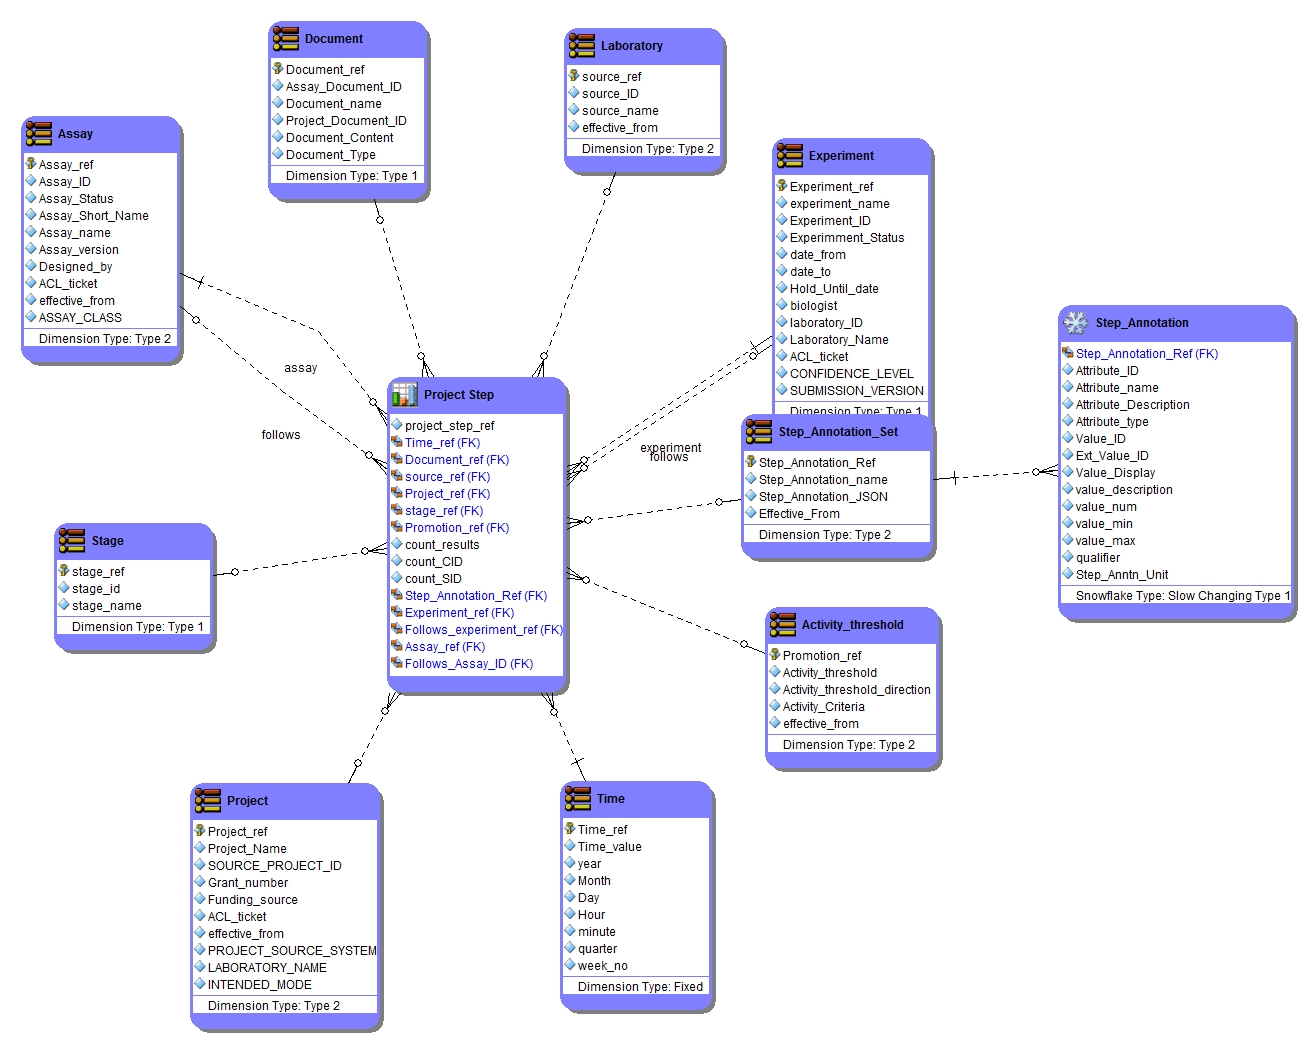 Document
Document_ref
Assay_Document_ID
Document_name
Project_Document_ID
Document_Content
Document_Type
Dimension Type: Type 1
Laboratory
source_ref
source_ID
source_name
effective_from
Dimension Type: Type 2
Assay
Assay_ref
Assay_ID
Assay_Status
Assay_Short_Name
Assay_name
Assay_version
Designed_by
ACL_ticket
effective_from
ASSAY_CLASS
Dimension Type: Type 2
Experiment
Experiment_ref
experiment_name
Experiment_ID
Experimment_Status
date_from
date_to
Hold_Until_date
biologist
laboratory_ID
Laboratory_Name
ACL_ticket
CONFIDENCE_LEVEL
SUBMISSION_VERSION
Dimension Type: Type 1
Step_Annotation
Step_Annotation_Ref (FK)
Attribute_ID
Attribute_name
Attribute_Description
Attribute_type
Value_ID
Ext_Value_ID
Value_Display
value_description
value_num
value_min
value_max
qualifier
Step_Anntn_Unit
Snowflake Type: Slow Changing Type 1
assay
follows
experiment
follows
Project Step
project_step_ref
Time_ref (FK)
Document_ref (FK)
source_ref (FK)
Project_ref (FK)
stage_ref (FK)
Promotion_ref (FK)
count_results
count_CID
count_SID
Step_Annotation_Ref (FK)
Experiment_ref (FK)
Follows_experiment_ref (FK)
Assay_ref (FK)
Follows_Assay_ID (FK)
Step_Annotation_Set
Step_Annotation_Ref
Step_Annotation_name
Step_Annotation_JSON
Effective_From
Dimension Type: Type 2
Stage
stage_ref
stage_id
stage_name
Dimension Type: Type 1
Activity_threshold
Promotion_ref
Activity_threshold
Activity_threshold_direction
Activity_Criteria
effective_from
Dimension Type: Type 2
Project
Project_ref
Project_Name
SOURCE_PROJECT_ID
Grant_number
Funding_source
ACL_ticket
effective_from
PROJECT_SOURCE_SYSTEM
LABORATORY_NAME
INTENDED_MODE
Dimension Type: Type 2
Time
Time_ref
Time_value
year
Month
Day
Hour
minute
quarter
week_no
Dimension Type: Fixed